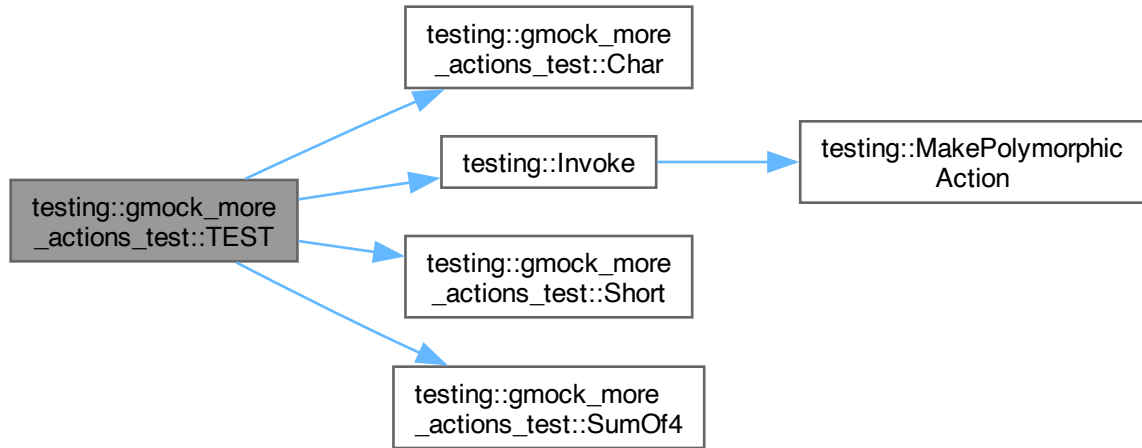 testing::gmock_more
_actions_test::TEST
testing::gmock_more
_actions_test::Char
testing::Invoke
testing::MakePolymorphic
Action
testing::gmock_more
_actions_test::Short
testing::gmock_more
_actions_test::SumOf4